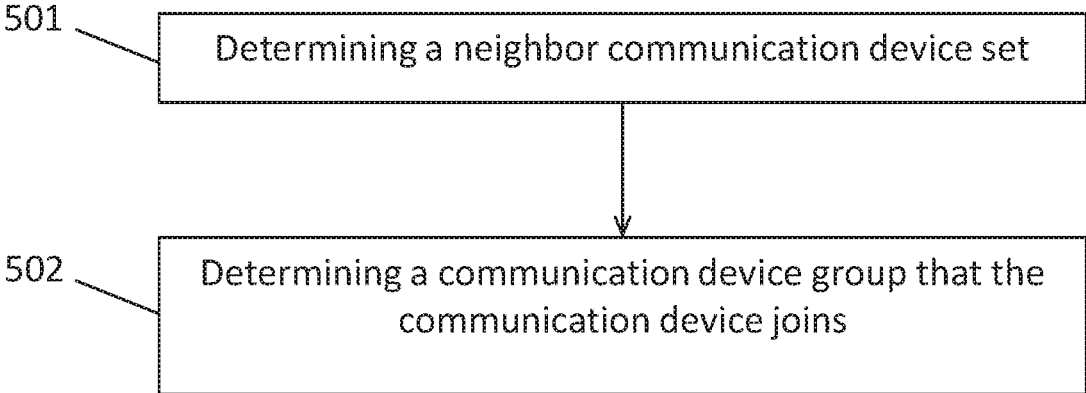 501
Determining a neighbor communication device set
502
Determining a communication device group that the
communication device joins